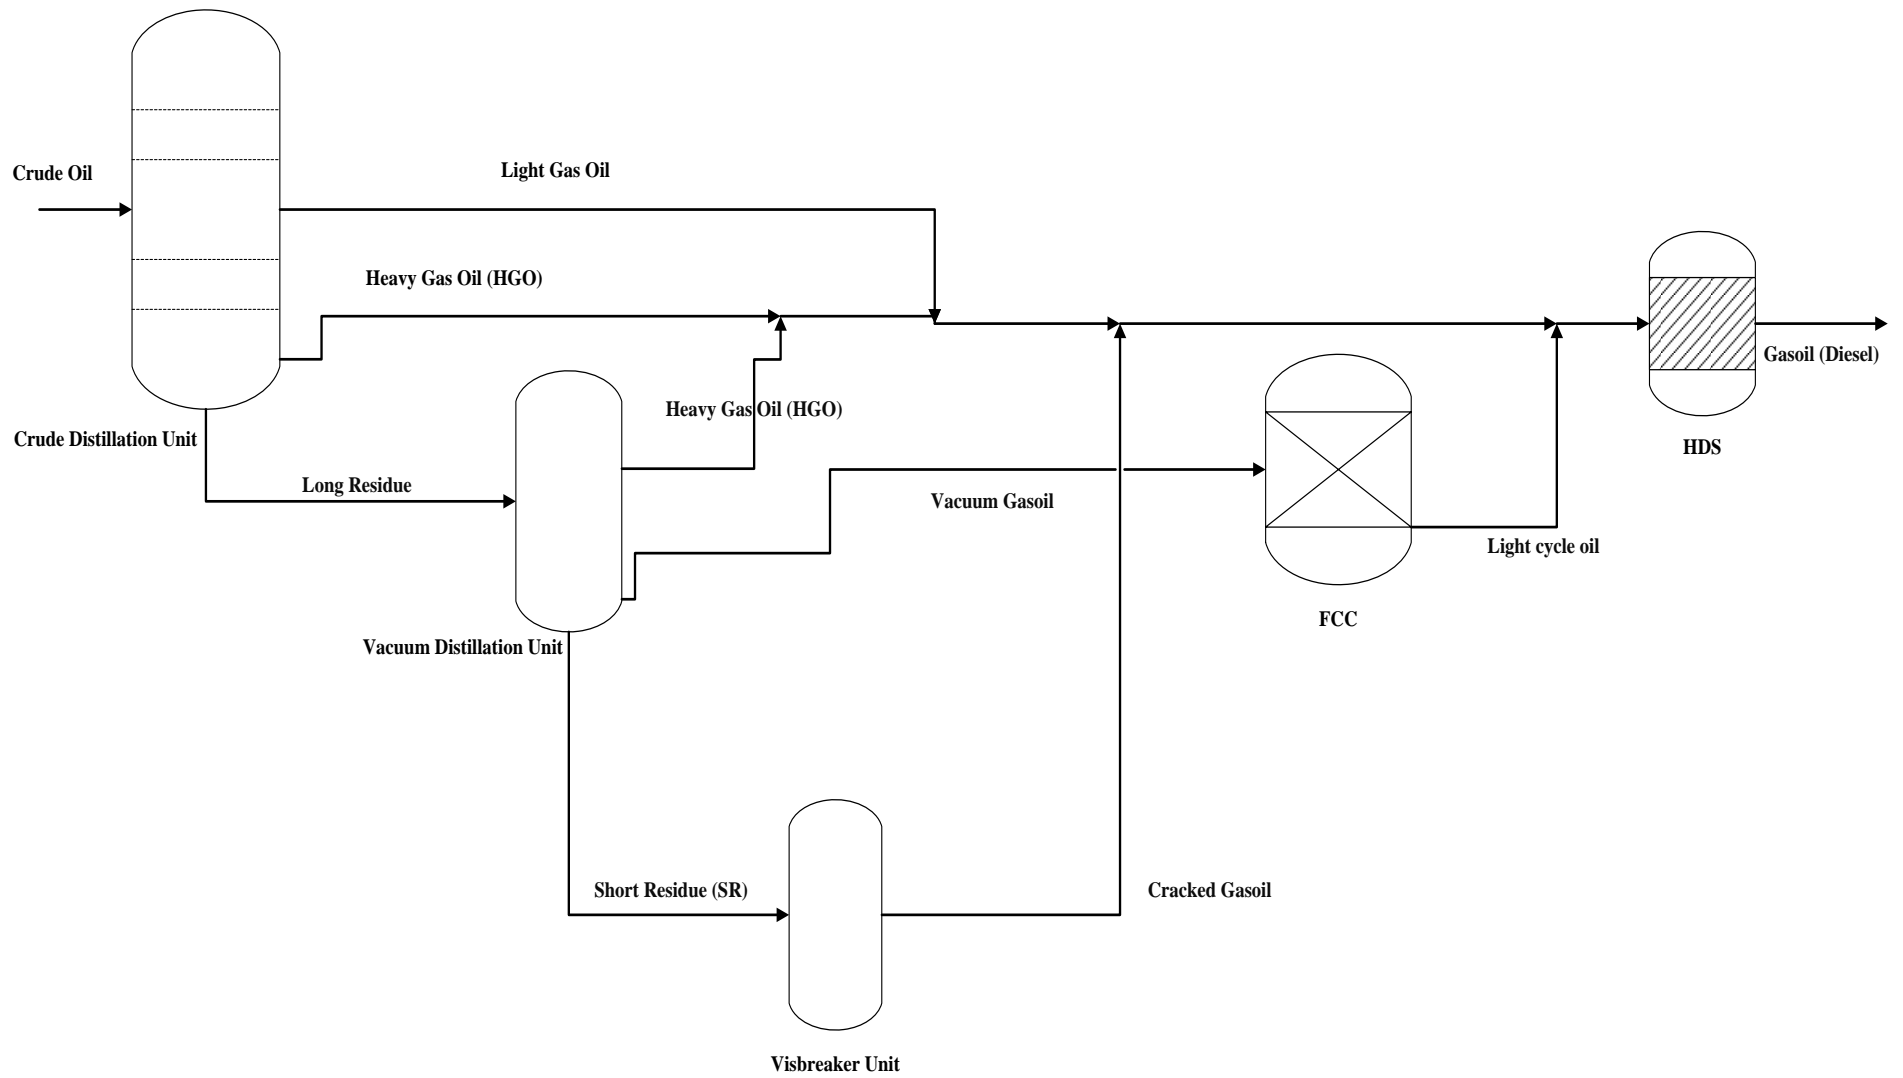 Crude Oil
Light Gas Oil
Heavy Gas Oil (HGO)
Gasoil (Diesel)
Heavy Gas Oil (HGO)
Crude Distillation Unit
HDS
Long Residue
Vacuum Gasoil
Light cycle oil
FCC
Vacuum Distillation Unit
Short Residue (SR)
Cracked Gasoil
Visbreaker Unit